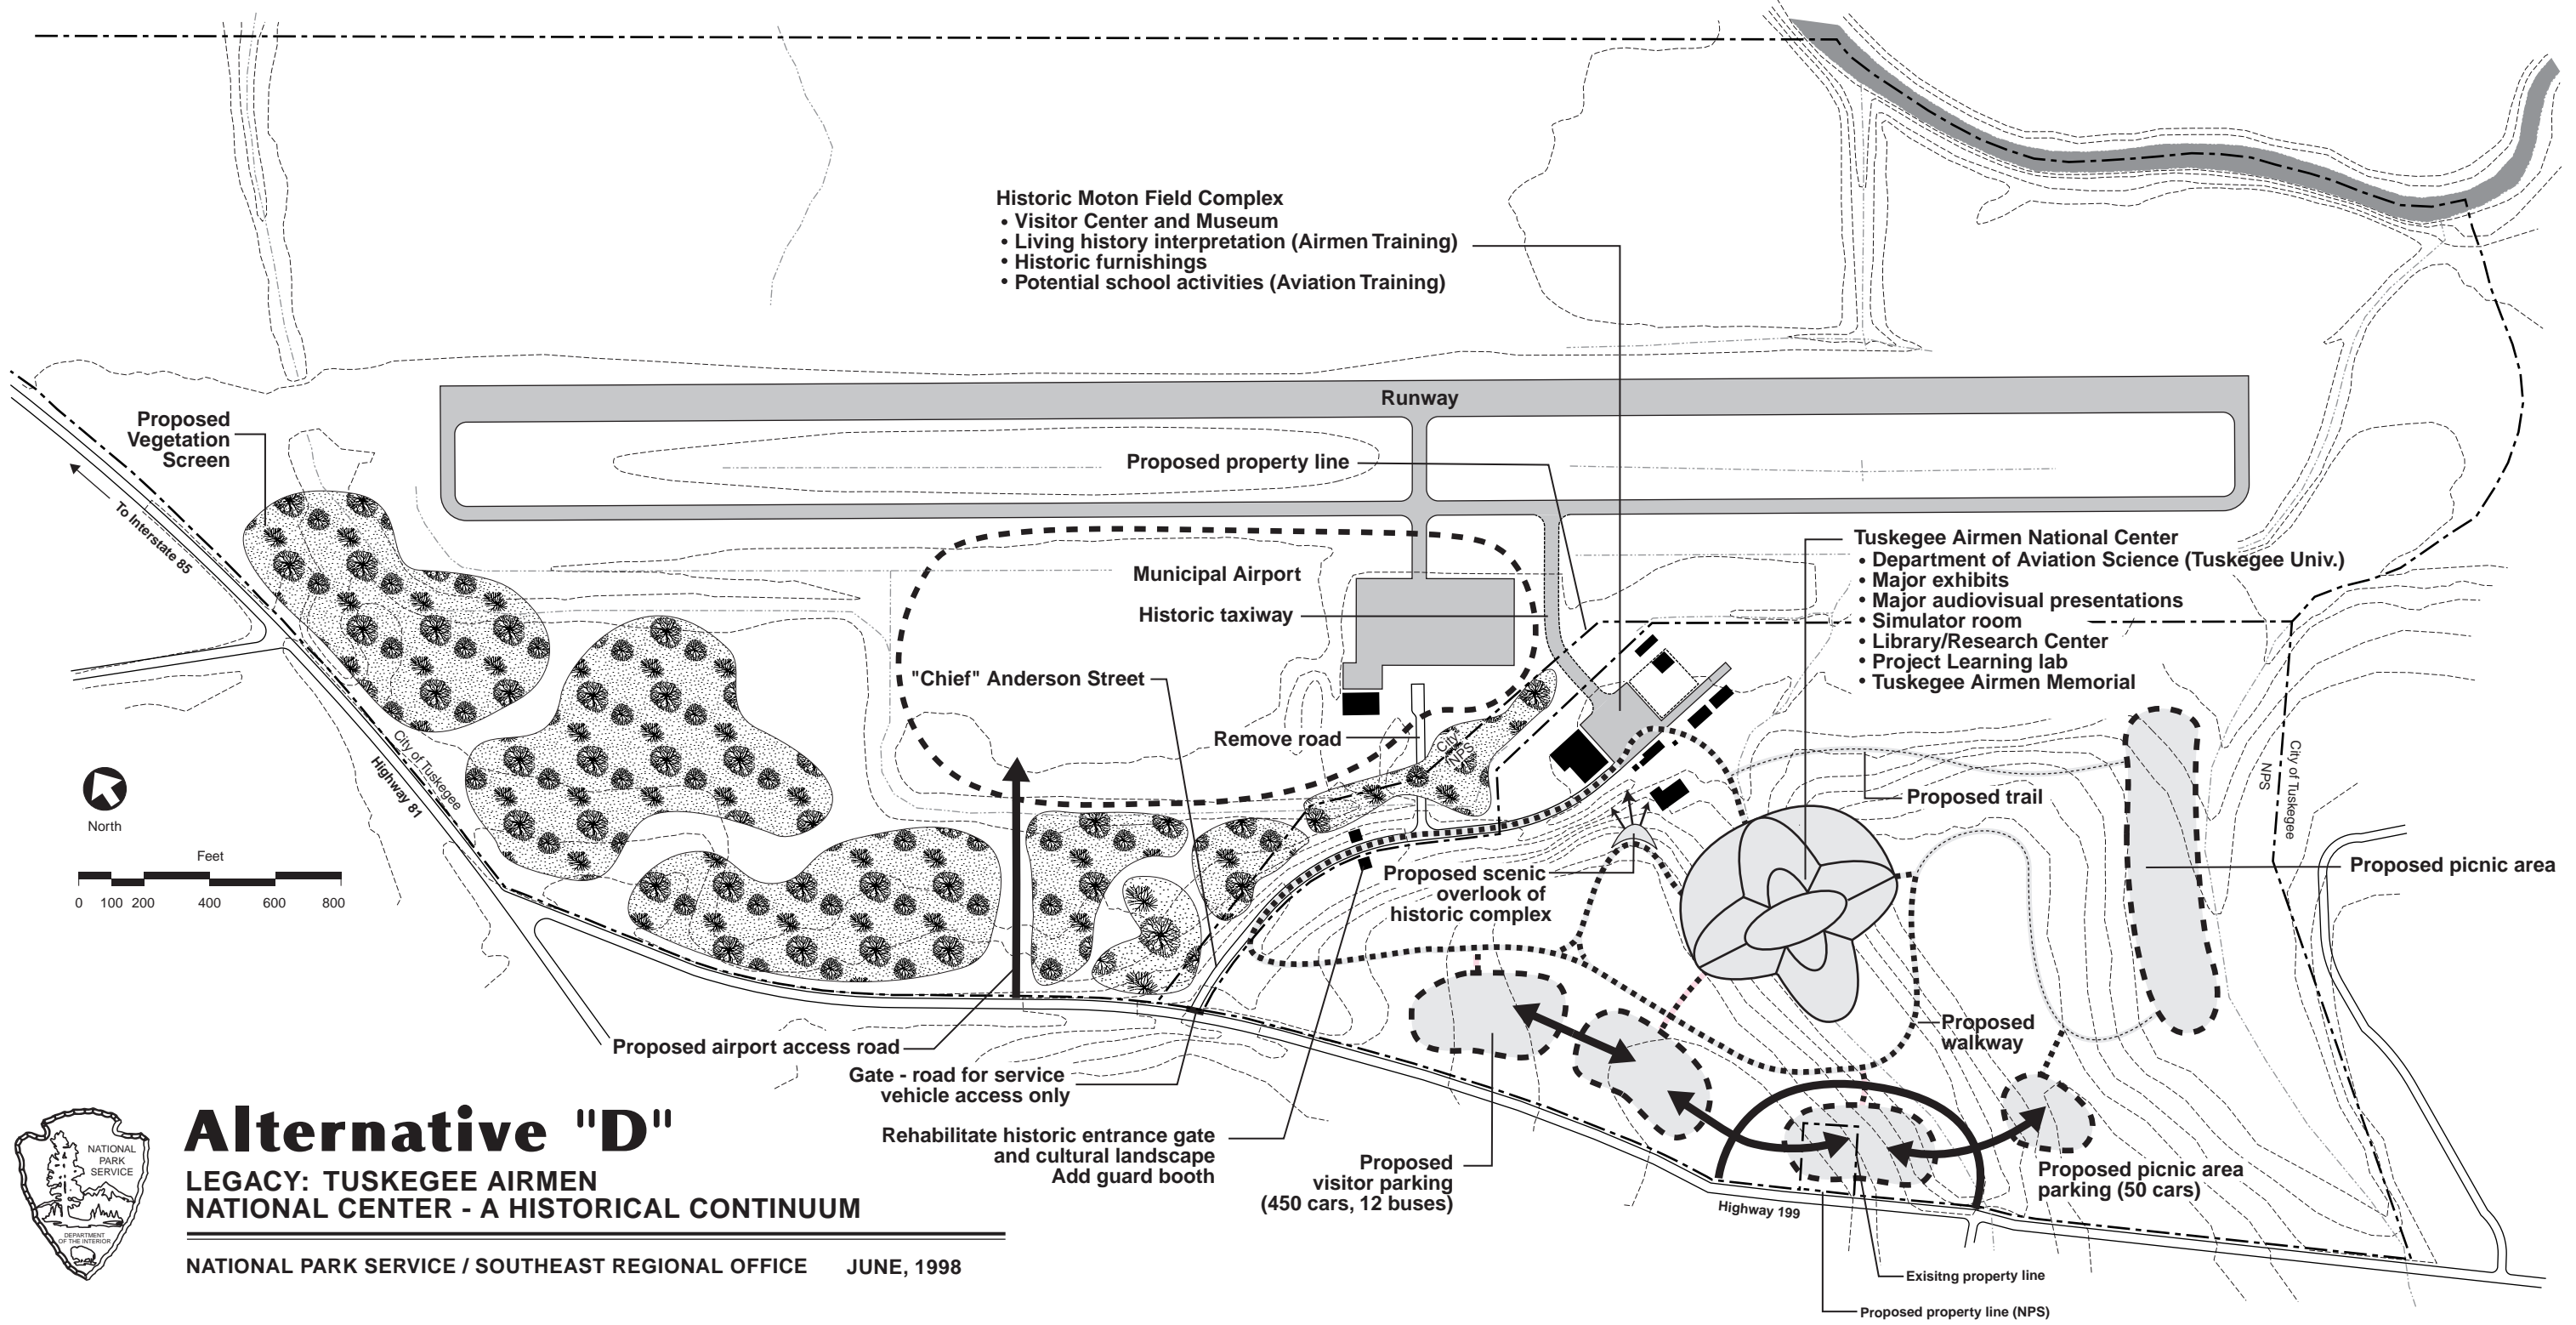 Historic Moton Field Complex
• Visitor Center and Museum
• Living history interpretation (Airmen Training)
• Historic furnishings
• Potential school activities (Aviation Training)
Runway
Proposed
Vegetation
Screen
To Interstate 85
Proposed property line
Municipal Airport
Historic taxiway
"Chief" Anderson Street
Remove road
City
NPS
Tuskegee Airmen National Center
• Department of Aviation Science (Tuskegee Univ.)
• Major exhibits
• Major audiovisual presentations
• Simulator room
• Library/Research Center
• Project Learning lab
• Tuskegee Airmen Memorial
City of Tuskegee
NPS
City of Tuskegee
Highway 81
North
Feet
0 100 200 400 600 800
Proposed trail
Proposed picnic area
Proposed scenic
overlook of
historic complex
Proposed
walkway
Proposed airport access road
Gate - road for service
vehicle access only
Rehabilitate historic entrance gate
and cultural landscape
Add guard booth
Proposed
visitor parking
(450 cars, 12 buses)
Proposed picnic area
parking (50 cars)
Highway 199
Exisitng property line
Proposed property line (NPS)
NATIONAL
PARK
SERVICE
DEPARTMENT
OF THE INTERIOR
Alternative "D"
LEGACY: TUSKEGEE AIRMEN
NATIONAL CENTER - A HISTORICAL CONTINUUM
NATIONAL PARK SERVICE / SOUTHEAST REGIONAL OFFICE JUNE, 1998